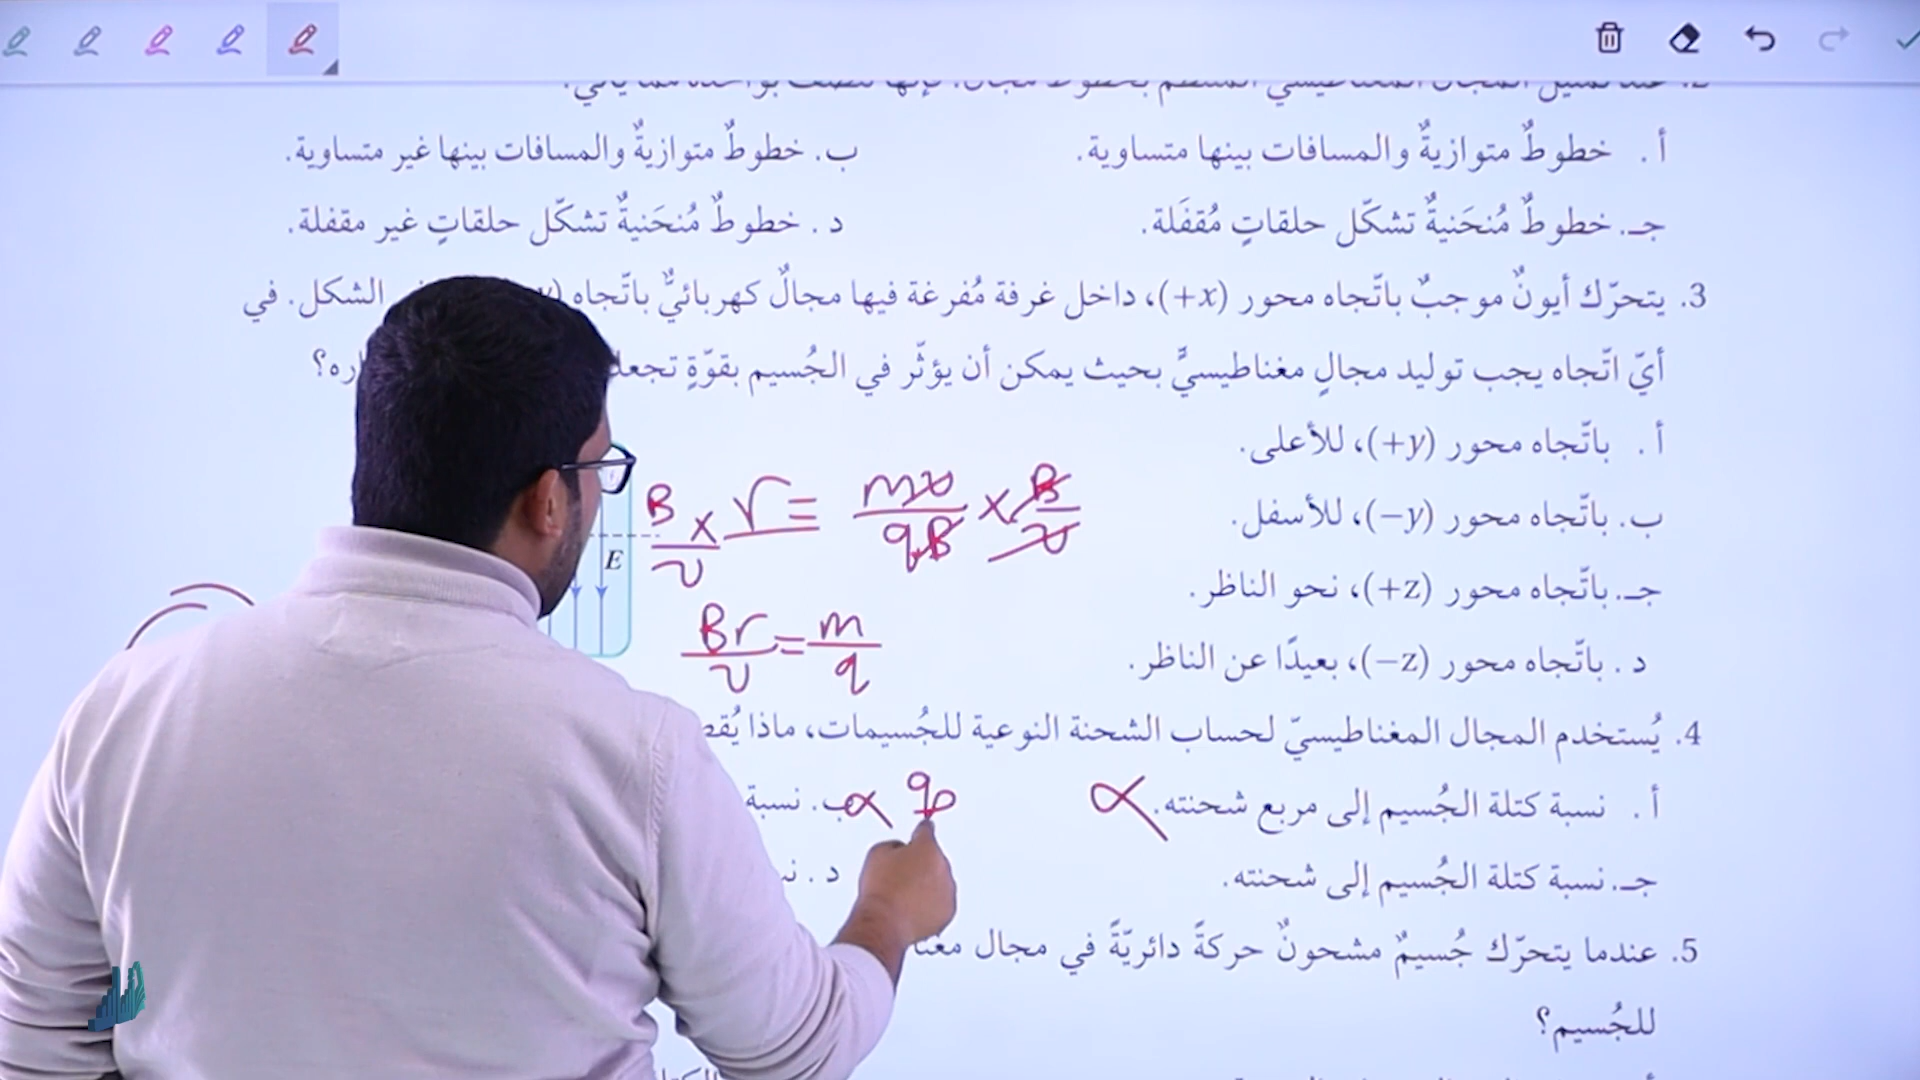 أ . خطوطٌ متوازيةٌ والمسافات بينها متساوية.
ب. خطوطٌ متوازيةٌ والمسافات بينها غير متساوية.
جـ. خطوطٌ مُنحَنيةٌ تشكّل حلقاتٍ مُقفَلة.
د . خطوطٌ مُنحَنيةٌ تشكّل حلقاتٍ غير مقفلة.
3. يتحرّك أيونٌ موجبٌ باتّجاه محور (+x)، داخل غرفة مُفرغة فيها مجالٌ كهربائيٌّ باتّجاه الشكل. في
أيّ اتّجاه يجب توليد مجالٍ مغناطيسيٍّ بحيث يمكن أن يؤثّر في الجُسيم بقوّةٍ
أ . باتّجاه محور (+y)، للأعلى.
ب. باتّجاه محور (−y)، للأسفل.
جـ. باتّجاه محور (+z)، نحو الناظر.
د . باتّجاه محور (−z)، بعيدًا عن الناظر.
E
B/v × r = mv/qB × B/v
Br/v = m/q
4. يُستخدم المجال المغناطيسيّ لحساب الشحنة النوعية للجُسيمات، ماذا
أ . نسبة كتلة الجُسيم إلى مربع شحنته.
ب. نسبة
q
جـ. نسبة كتلة الجُسيم إلى شحنته.
د .
5. عندما يتحرّك جُسيمٌ مشحونٌ حركةً دائريّةً في مجال
للجُسيم؟